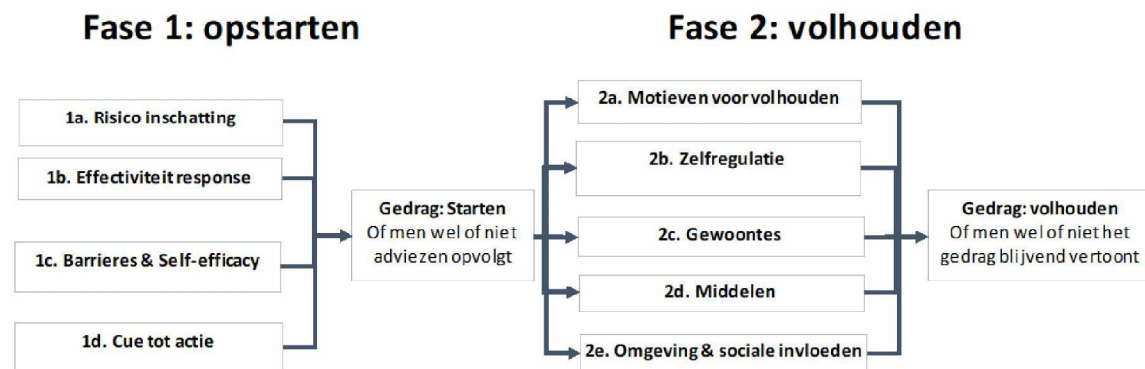 Fase 1: opstarten
1a. Risico inschatting
1b. Effectiviteit response
1c. Barrieres & Self-efficacy
1d. Cue tot actie
Gedrag: Starten
Of men wel of niet
adviezen opvolgt
Fase 2: volhouden
2a. Motieven voor volhouden
2b. Zelfregulatie
2c. Gewoontes
2d. Middelen
2e. Omgeving & sociale invloeden
Gedrag: volhouden
Of men wel of niet het
gedrag blijvend vertoont